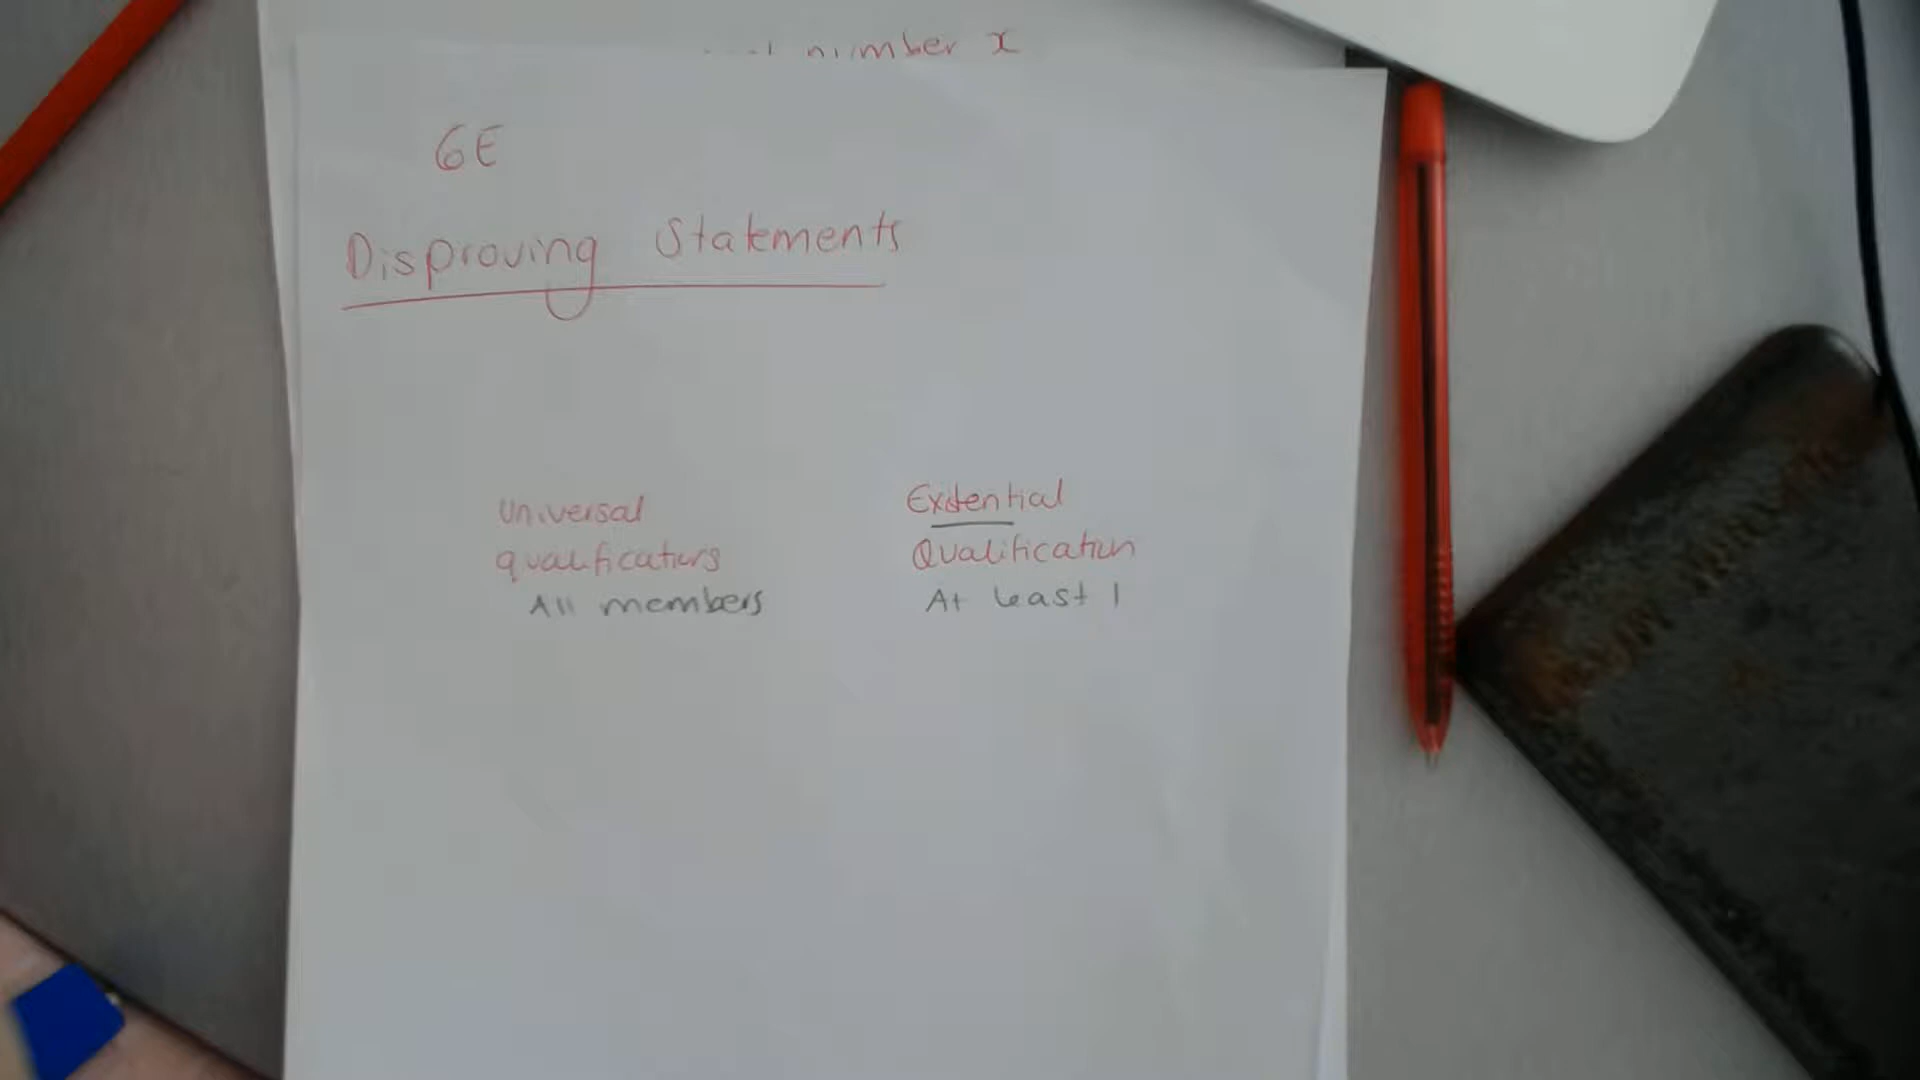 number x
6E
Disproving Statements
Universal
qualifications
All members
Existential
Qualification
At least 1